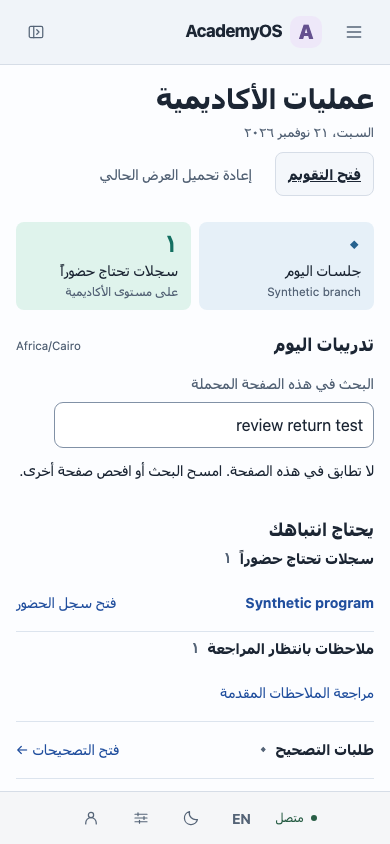 A AcademyOS
عمليات الأكاديمية
السبت، ٢١ نوفمبر ٢٠٢٦
فتح التقويم
إعادة تحميل العرض الحالي
٠
جلسات اليوم
Synthetic branch
١
سجلات تحتاج حضوراً
على مستوى الأكاديمية
تدريبات اليوم
Africa/Cairo
البحث في هذه الصفحة المحملة
review return test
لا تطابق في هذه الصفحة. امسح البحث أو افحص صفحة أخرى.
يحتاج انتباهك
سجلات تحتاج حضوراً ١
Synthetic program
فتح سجل الحضور
ملاحظات بانتظار المراجعة ١
مراجعة الملاحظات المقدمة
طلبات التصحيح ٠
فتح التصحيحات ←
متصل
EN